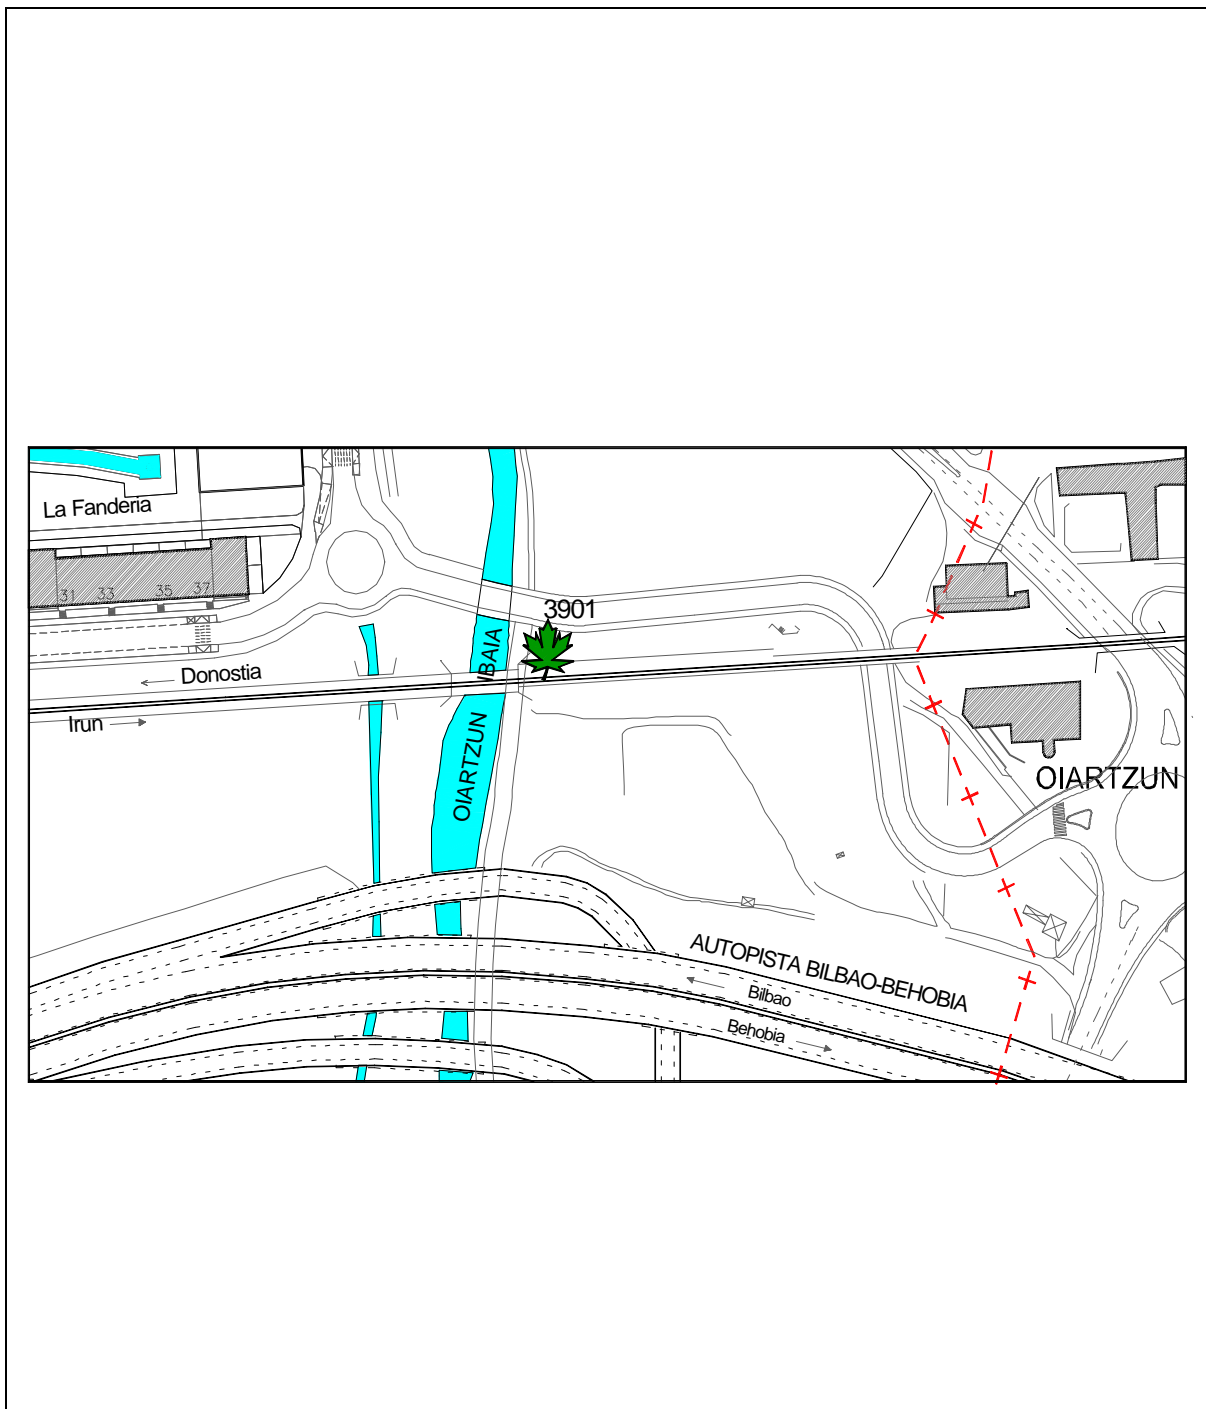 La Fanderia
31 33 35 37
3901
IBAIA
Donostia
Irun
OIARTZUN
OIARTZUN
AUTOPISTA BILBAO-BEHOBIA
Bilbao
Behobia